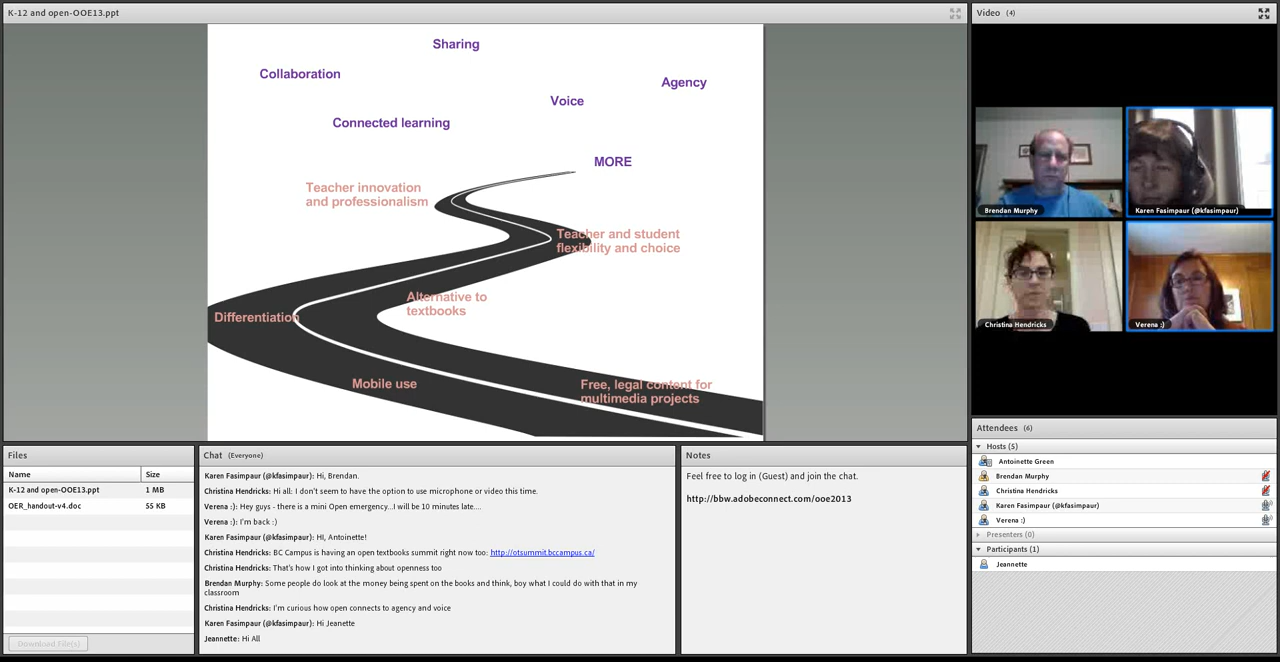 K-12 and open-OOE13.ppt
Sharing
Collaboration
Agency
Voice
Connected learning
MORE
Teacher innovation
and professionalism
Teacher and student
flexibility and choice
Alternative to
textbooks
Differentiation
Mobile use
Free, legal content for
multimedia projects
Video (4)
Brendan Murphy
Karen Fasimpaur (@kfasimpaur)
Christina Hendricks
Verena :)
Attendees (6)
Hosts (5)
Antoinette Green
Brendan Murphy
Christina Hendricks
Karen Fasimpaur (@kfasimpaur)
Verena :)
Presenters (0)
Participants (1)
Jeannette
Files
Name Size
K-12 and open-OOE13.ppt 1 MB
OER_handout-v4.doc 55 KB
Download File(s)
Chat (Everyone)
Karen Fasimpaur (@kfasimpaur): Hi, Brendan.
Christina Hendricks: Hi all: I don't seem to have the option to use microphone or video this time.
Verena :): Hey guys - there is a mini Open emergency...I will be 10 minutes late....
Verena :): I'm back :)
Karen Fasimpaur (@kfasimpaur): HI, Antoinette!
Christina Hendricks: BC Campus is having an open textbooks summit right now too: http://otsummit.bccampus.ca/
Christina Hendricks: That's how I got into thinking about openness too
Brendan Murphy: Some people do look at the money being spent on the books and think, boy what I could do with that in my
classroom
Christina Hendricks: I'm curious how open connects to agency and voice
Karen Fasimpaur (@kfasimpaur): Hi Jeanette
Jeannette: Hi All
Notes
Feel free to log in (Guest) and join the chat.
http://bbw.adobeconnect.com/ooe2013